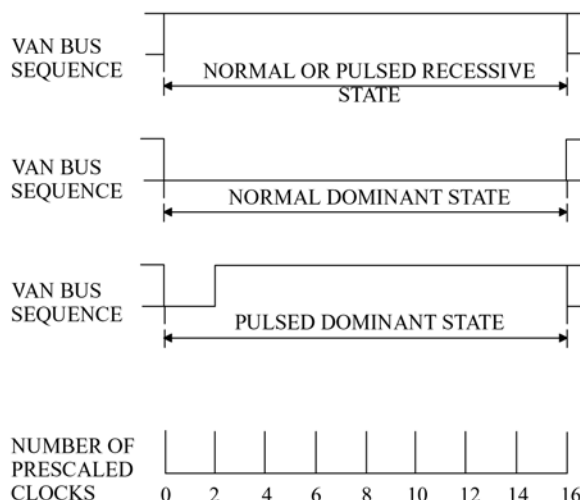 VAN BUS
SEQUENCE
NORMAL OR PULSED RECESSIVE
STATE
VAN BUS
SEQUENCE
NORMAL DOMINANT STATE
VAN BUS
SEQUENCE
PULSED DOMINANT STATE
NUMBER OF
PRESCALED
CLOCKS
0 2 4 6 8 10 12 14 16